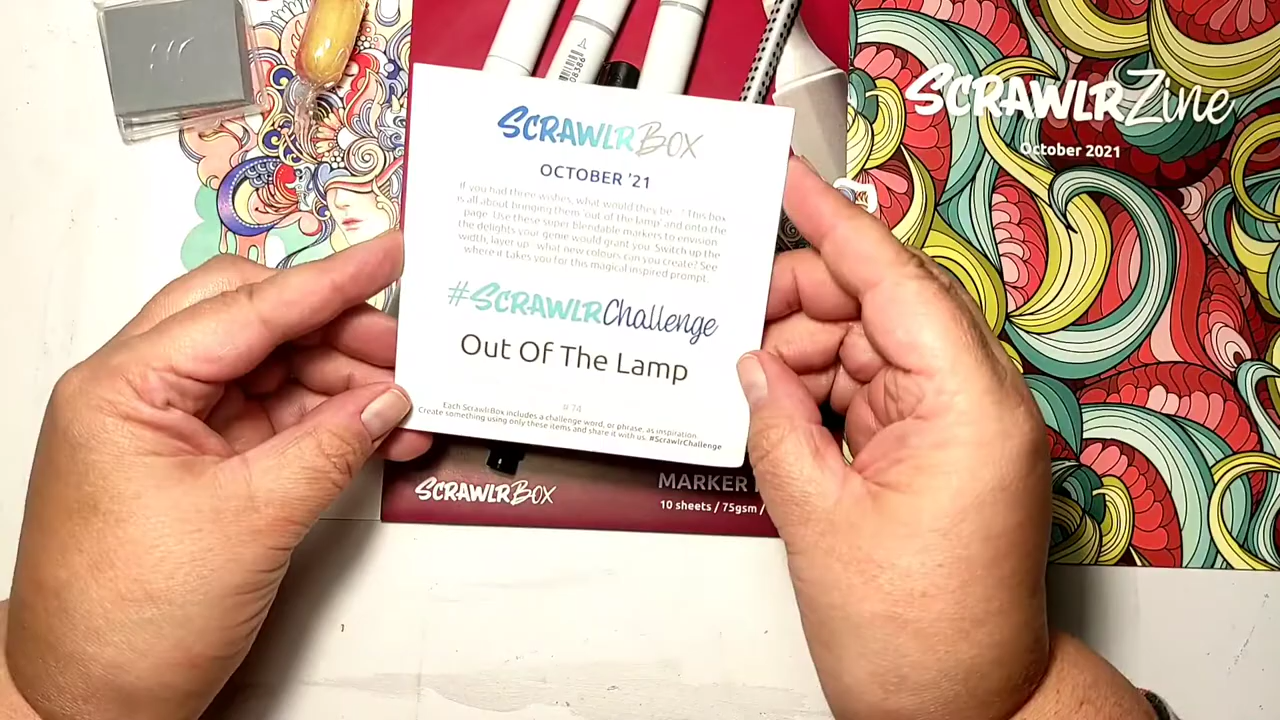 SCRAWLRBOX
OCTOBER '21
If you had three wishes, what would they be...? This box
is all about bringing them 'out of the lamp' and onto the
page. Use these super blendable markers to envision
the delights your genie would grant you. Switch up the
width, layer up - what new colours can you create? See
where it takes you for this magical inspired prompt.
#SCRAWLRChallenge
Out Of The Lamp
#74
Each ScrawlrBox includes a challenge word, or phrase, as inspiration.
Create something using only these items and share it with us. #ScrawlrChallenge
SCRAWLRBOX
MARKER
10 sheets / 75gsm /
SCRAWLRZine
October 2021